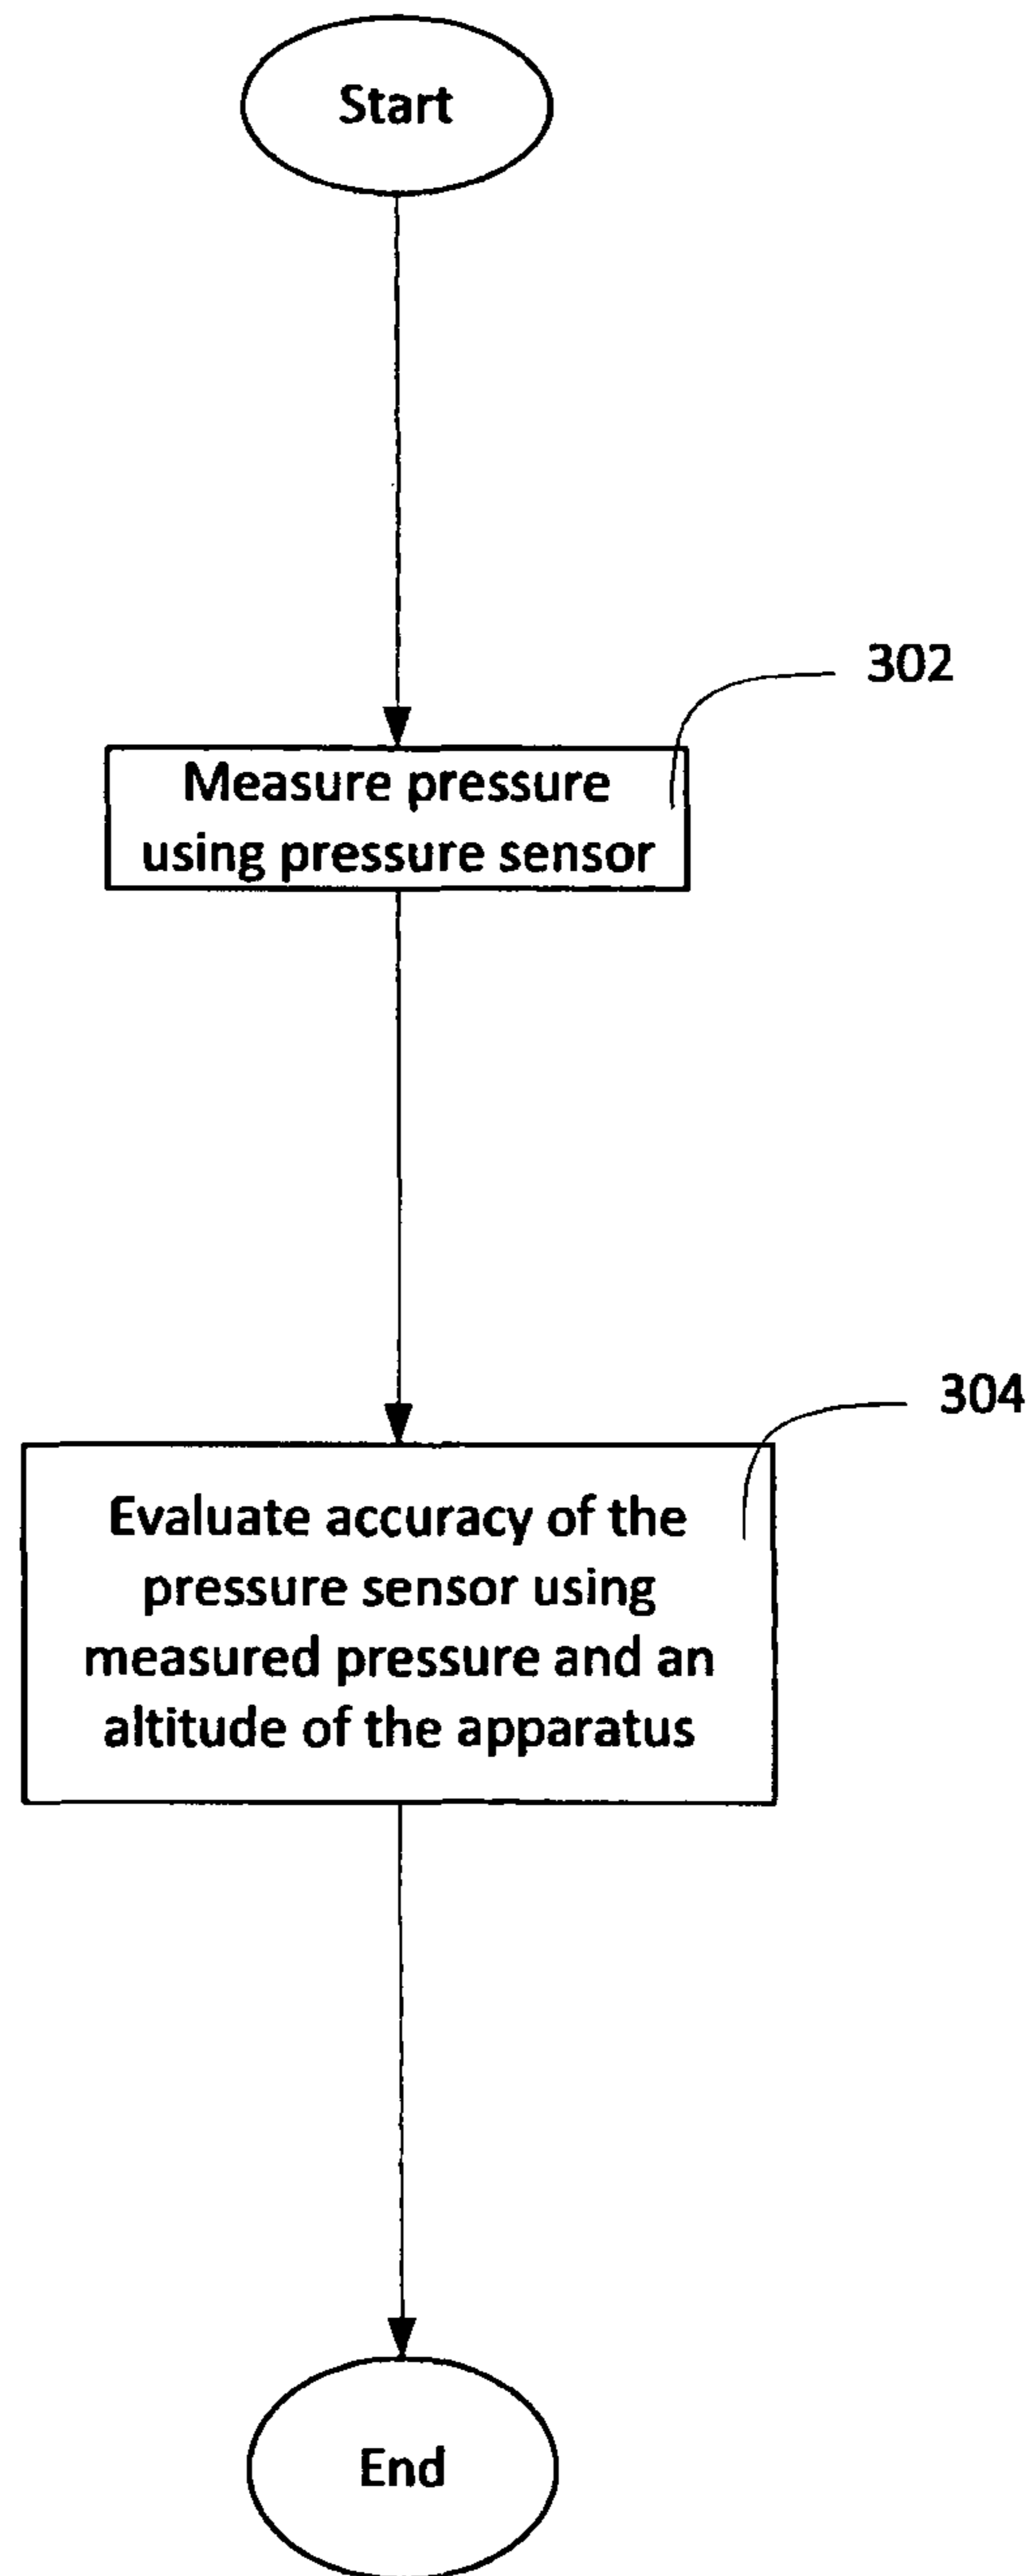 Start
302
Measure pressure
using pressure sensor
304
Evaluate accuracy of the
pressure sensor using
measured pressure and an
altitude of the apparatus
End